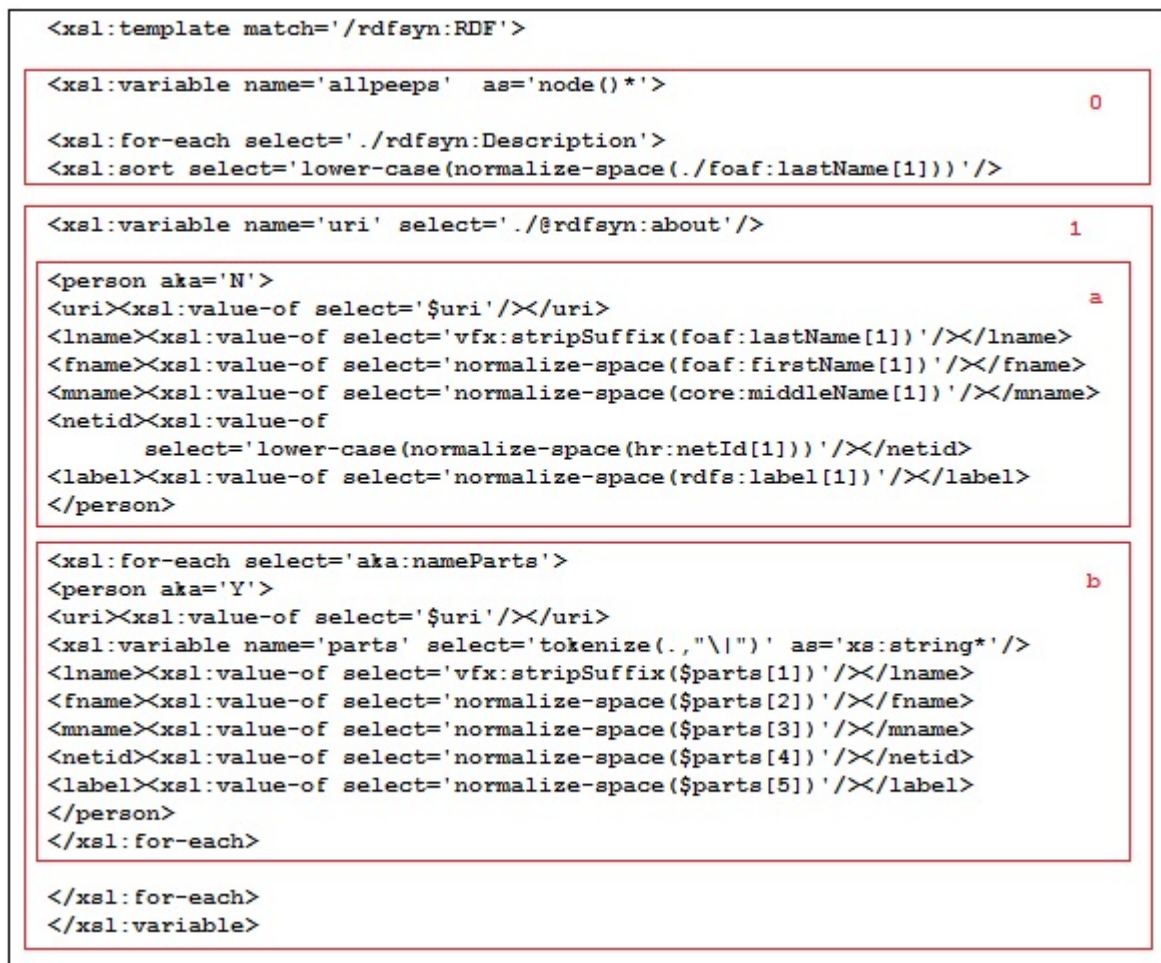 <xsl:template match='/rdfsyn:RDF'>
<xsl:variable name='allpeeps'  as='node()*'>
0
<xsl:for-each select='./rdfsyn:Description'>
<xsl:sort select='lower-case(normalize-space(./foaf:lastName[1]))'/>
<xsl:variable name='uri' select='./@rdfsyn:about'/>
1
<person aka='N'>
a
<uri><xsl:value-of select='$uri'/></uri>
<lname><xsl:value-of select='vfx:stripSuffix(foaf:lastName[1])'/></lname>
<fname><xsl:value-of select='normalize-space(foaf:firstName[1])'/></fname>
<mname><xsl:value-of select='normalize-space(core:middleName[1])'/></mname>
<netid><xsl:value-of
select='lower-case(normalize-space(hr:netId[1]))'/></netid>
<label><xsl:value-of select='normalize-space(rdfs:label[1])'/></label>
</person>
<xsl:for-each select='aka:nameParts'>
b
<person aka='Y'>
<uri><xsl:value-of select='$uri'/></uri>
<xsl:variable name='parts' select='tokenize(.,"\|")' as='xs:string*'/>
<lname><xsl:value-of select='vfx:stripSuffix($parts[1])'/></lname>
<fname><xsl:value-of select='normalize-space($parts[2])'/></fname>
<mname><xsl:value-of select='normalize-space($parts[3])'/></mname>
<netid><xsl:value-of select='normalize-space($parts[4])'/></netid>
<label><xsl:value-of select='normalize-space($parts[5])'/></label>
</person>
</xsl:for-each>
</xsl:for-each>
</xsl:variable>